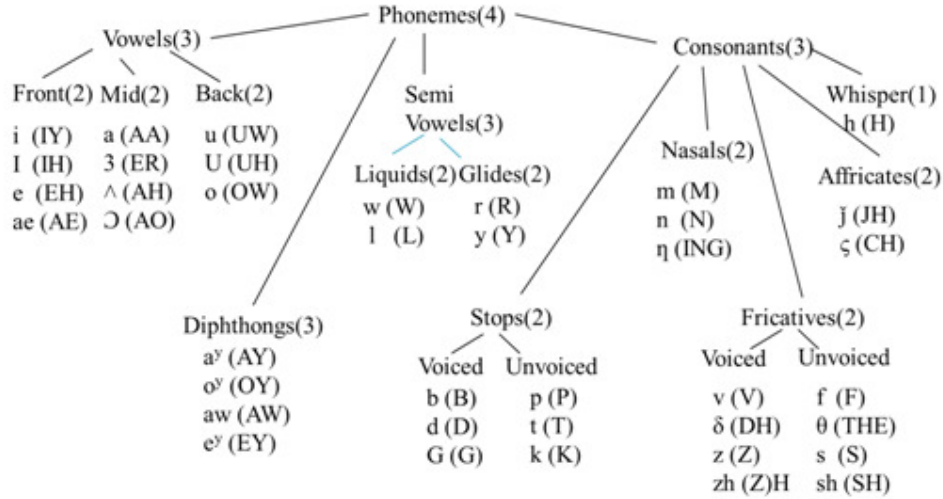 Phonemes(4)
Vowels(3)
Consonants(3)
Front(2) Mid(2) Back(2)
i (IY) a (AA) u (UW)
I (IH) 3 (ER) U (UH)
e (EH) ^ (AH) o (OW)
ae (AE) Ɔ (AO)
Semi
Vowels(3)
Liquids(2) Glides(2)
w (W) r (R)
l (L) y (Y)
Whisper(1)
h (H)
Nasals(2)
m (M)
n (N)
η (ING)
Affricates(2)
ǰ (JH)
ς (CH)
Diphthongs(3)
aʸ (AY)
oʸ (OY)
aw (AW)
eʸ (EY)
Stops(2)
Voiced Unvoiced
b (B) p (P)
d (D) t (T)
G (G) k (K)
Fricatives(2)
Voiced Unvoiced
v (V) f (F)
δ (DH) θ (THE)
z (Z) s (S)
zh (Z)H sh (SH)